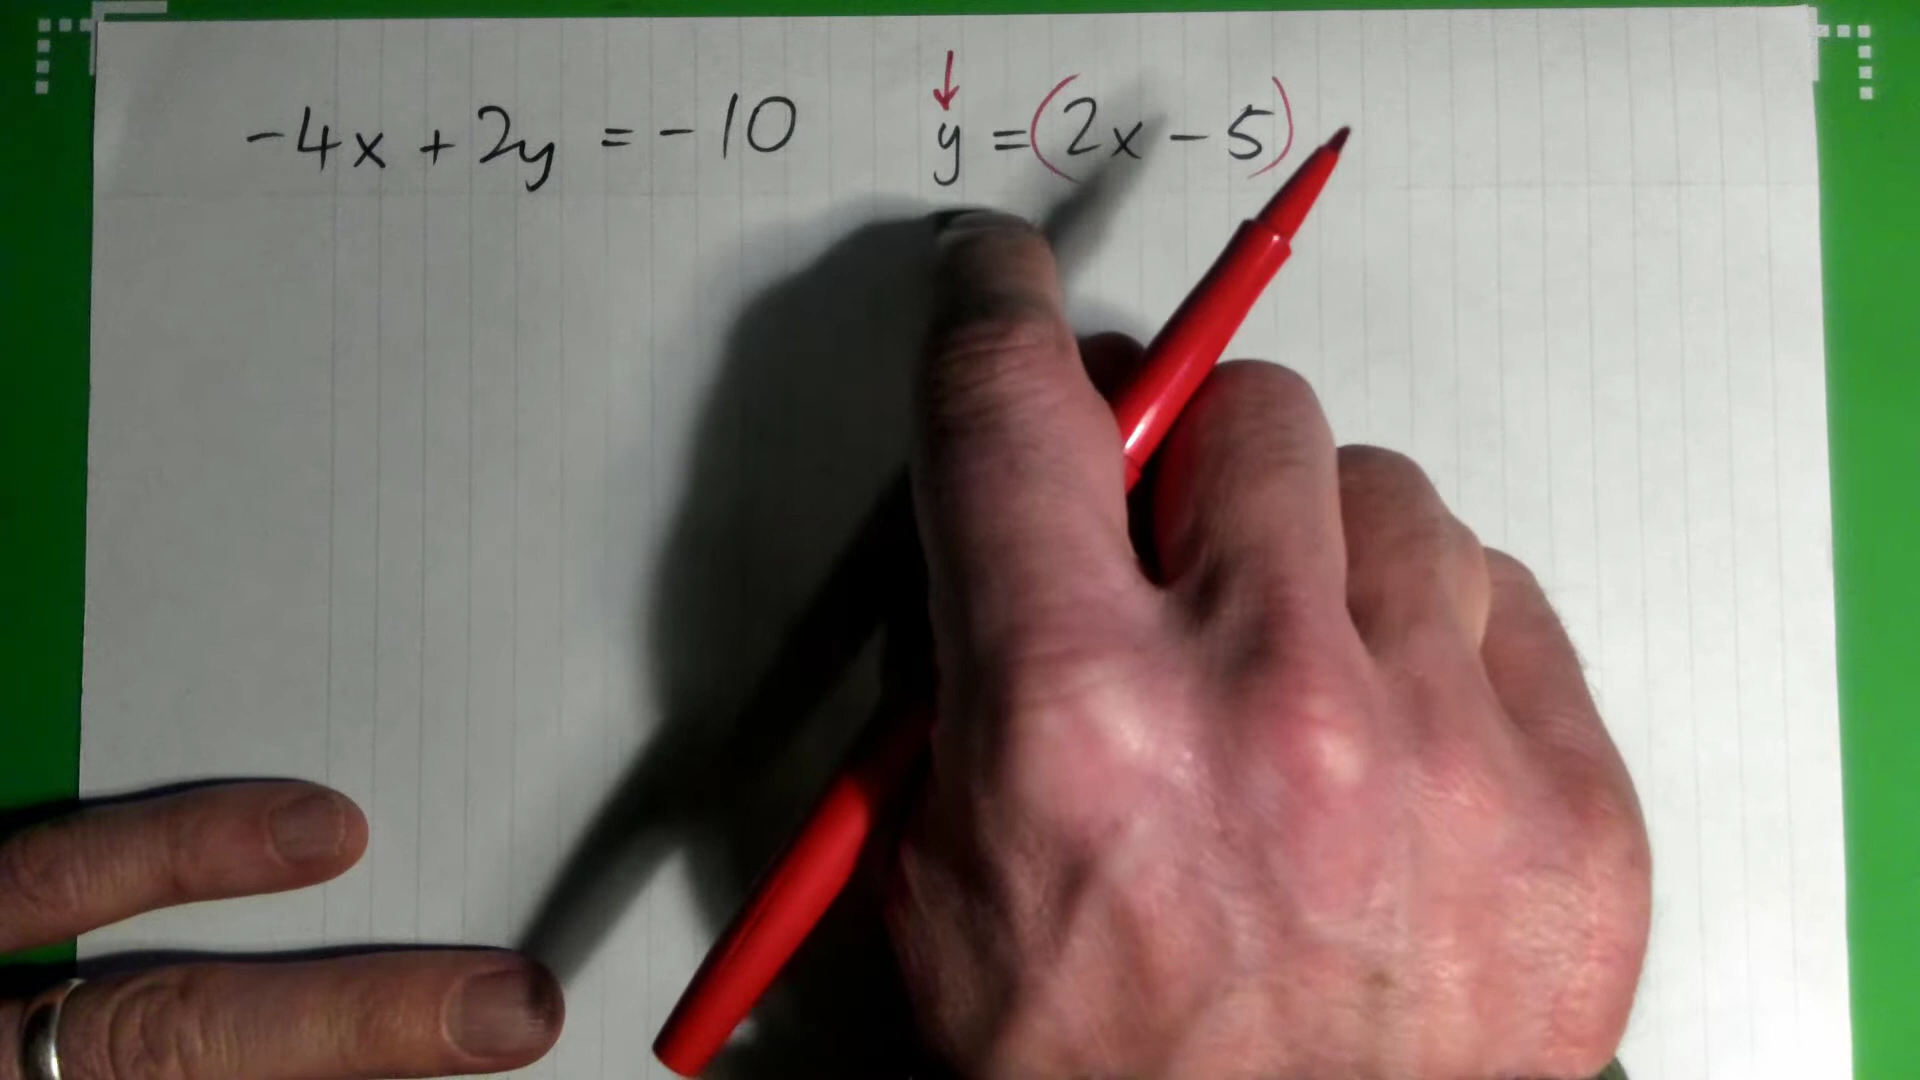 -4x + 2y = -10 y = (2x - 5)